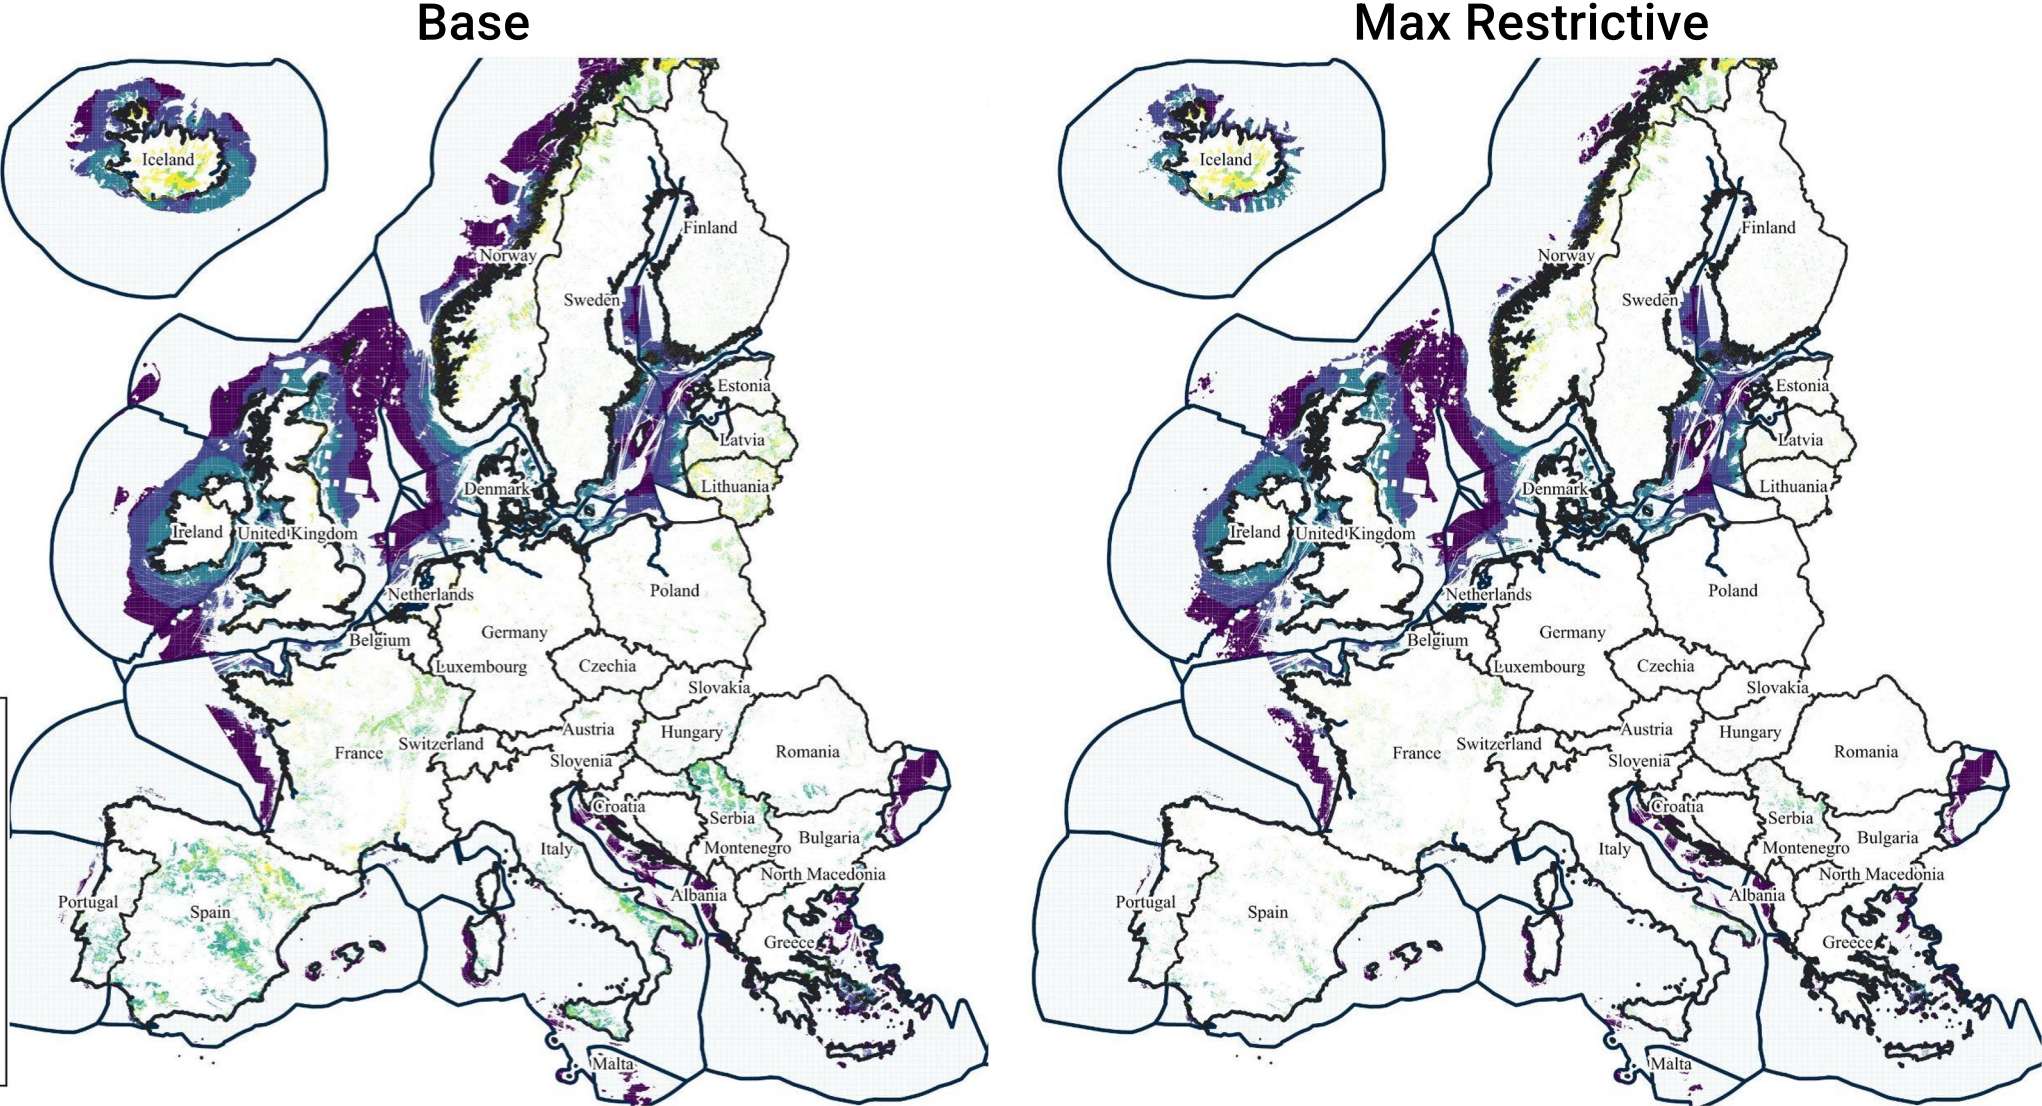 Base
Max Restrictive
Iceland
Finland
Norway
Sweden
Estonia
Latvia
Lithuania
Denmark
Ireland
United Kingdom
Netherlands
Poland
Belgium
Germany
Luxembourg
Czechia
Slovakia
Austria
Hungary
Switzerland
France
Romania
Slovenia
Croatia
Serbia
Bulgaria
Italy
Montenegro
North Macedonia
Albania
Portugal
Spain
Greece
Malta
Iceland
Finland
Norway
Sweden
Estonia
Latvia
Lithuania
Denmark
Ireland
United Kingdom
Netherlands
Poland
Belgium
Germany
Luxembourg
Czechia
Slovakia
Austria
Hungary
Switzerland
France
Romania
Slovenia
Croatia
Serbia
Bulgaria
Italy
Montenegro
North Macedonia
Albania
Portugal
Spain
Greece
Malta